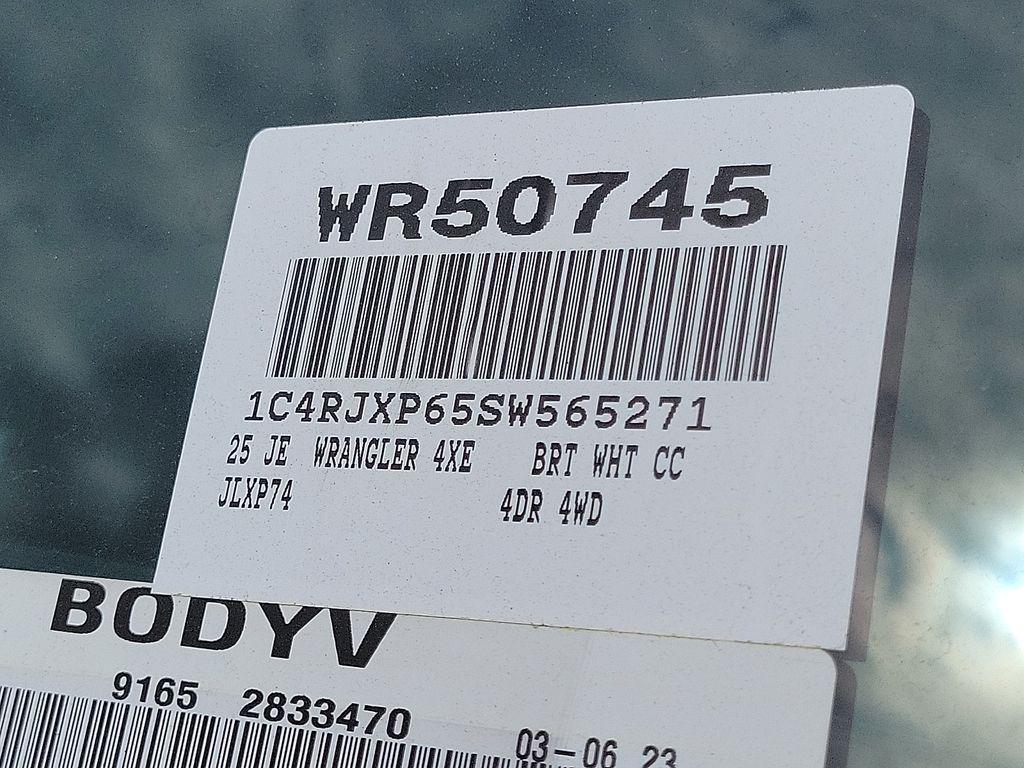 WR50745
1C4RJXP65SW565271
25 JE WRANGLER 4XE BRT WHT CC
JLXP74 4DR 4WD
BODYV
9165 2833470
03-06 23